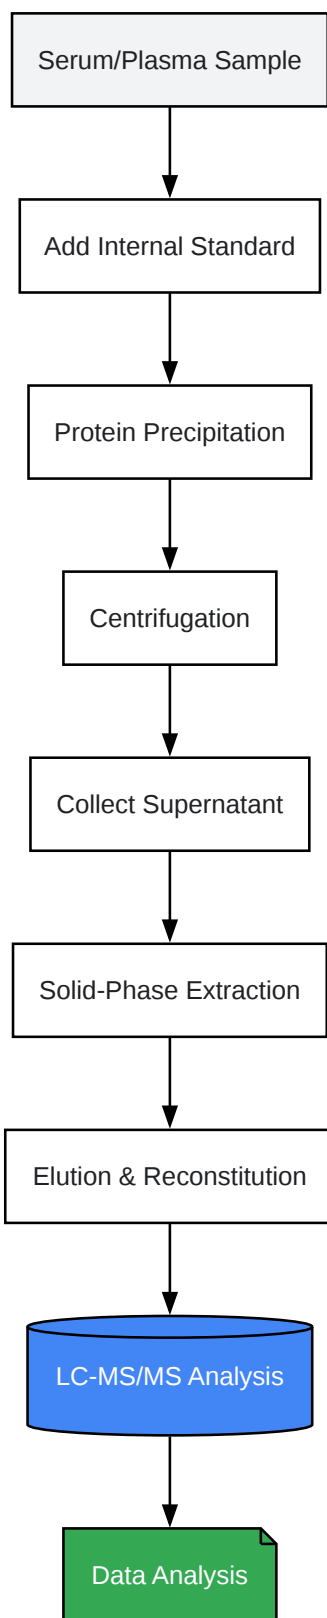 Serum/Plasma Sample
Add Internal Standard
Protein Precipitation
Centrifugation
Collect Supernatant
Solid-Phase Extraction
Elution & Reconstitution
LC-MS/MS Analysis
Data Analysis